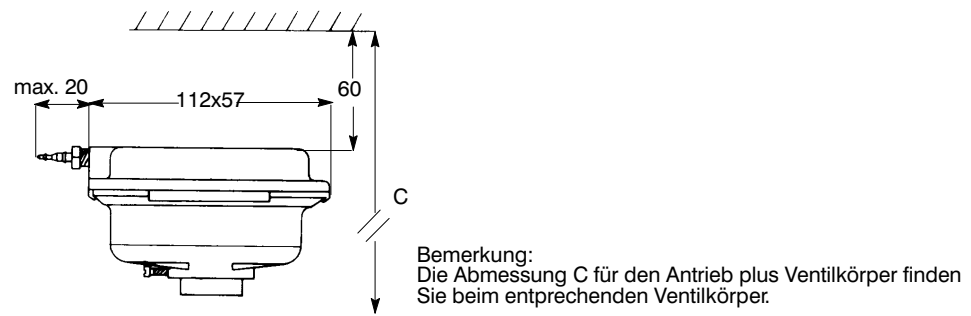 max. 20
112x57
60
C
Bemerkung:
Die Abmessung C für den Antrieb plus Ventilkörper finden
Sie beim entprechenden Ventilkörper.